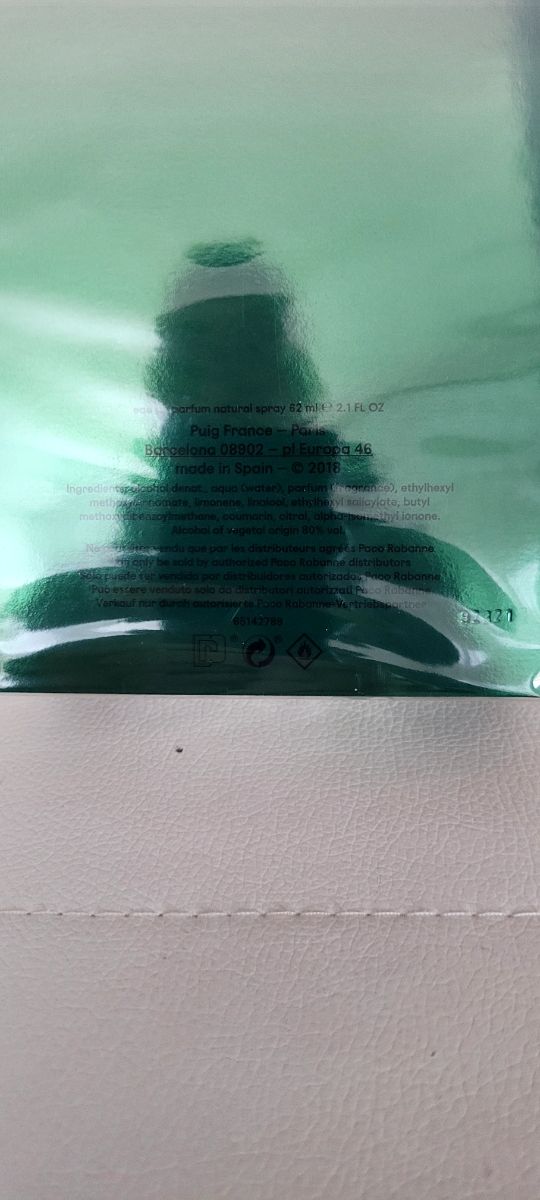 eau de parfum natural spray 62 ml ℮ 2.1 FL OZ
Puig France – Paris
Barcelona 08902 – pl Europa 46
made in Spain – © 2018
Ingredients: alcohol denat., aqua (water), parfum (fragrance), ethylhexyl
methoxycinnamate, limonene, linalool, ethylhexyl salicylate, butyl
methoxydibenzoylmethane, coumarin, citral, alpha-isomethyl ionone.
Alcohol of vegetal origin 80% vol.
Ne peut être vendu que par les distributeurs agréés Paco Rabanne
Can only be sold by authorized Paco Rabanne distributors
Solo puede ser vendido por distribuidores autorizados Paco Rabanne
Può essere venduto solo da distributori autorizzati Paco Rabanne
Verkauf nur durch autorisierte Paco Rabanne-Vertriebspartner
65142788